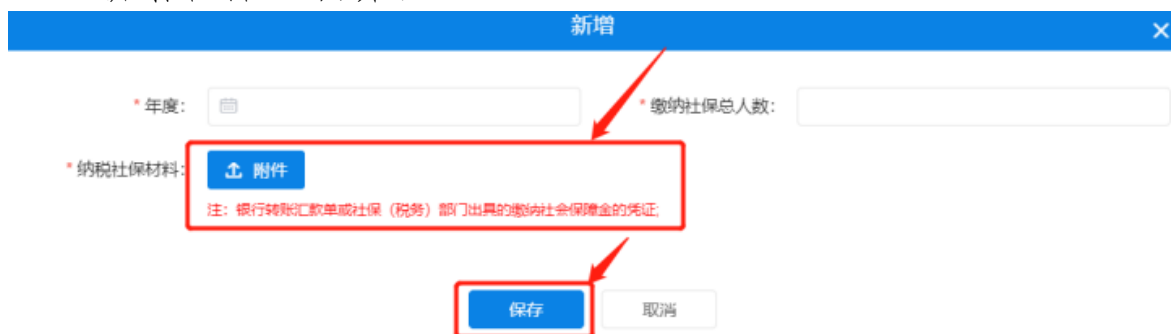 新增
* 年度:
* 缴纳社保总人数:
* 纳税社保材料:
附件
注: 银行转账汇款单或社保 (税务) 部门出具的缴纳社会保障金的凭证;
保存
取消